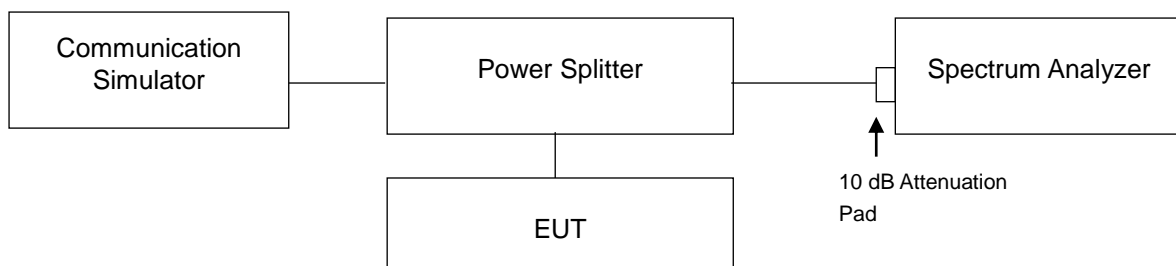 Communication
Simulator
Power Splitter
Spectrum Analyzer
10 dB Attenuation
Pad
EUT